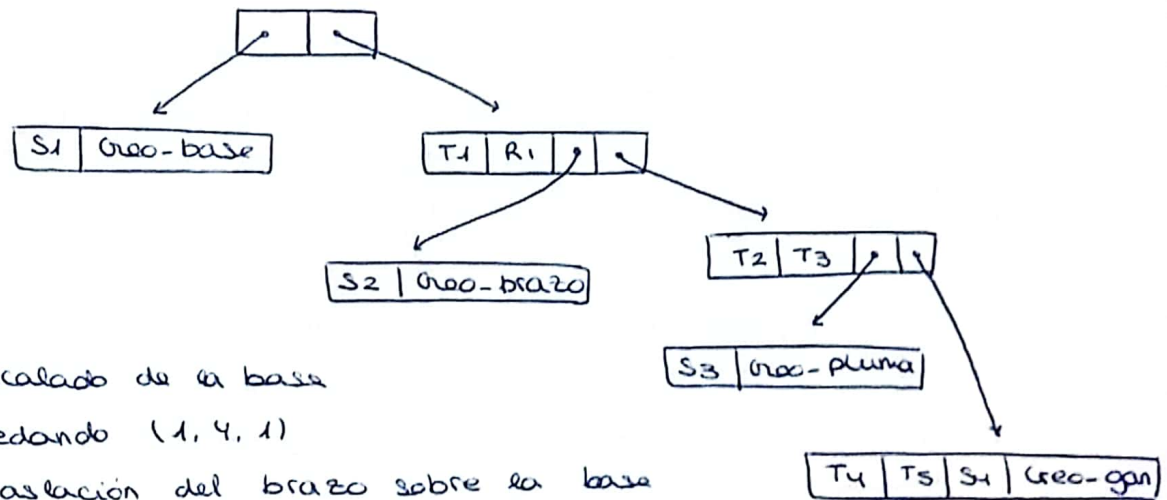 S1 Creo-base
T1 R1
T2 T3
S2 Creo-brazo
S3 Creo-pluma
calado de la base
edando (1, 4, 1)
aslación del brazo sobre la base
T4 T5 S1 Creo-gan